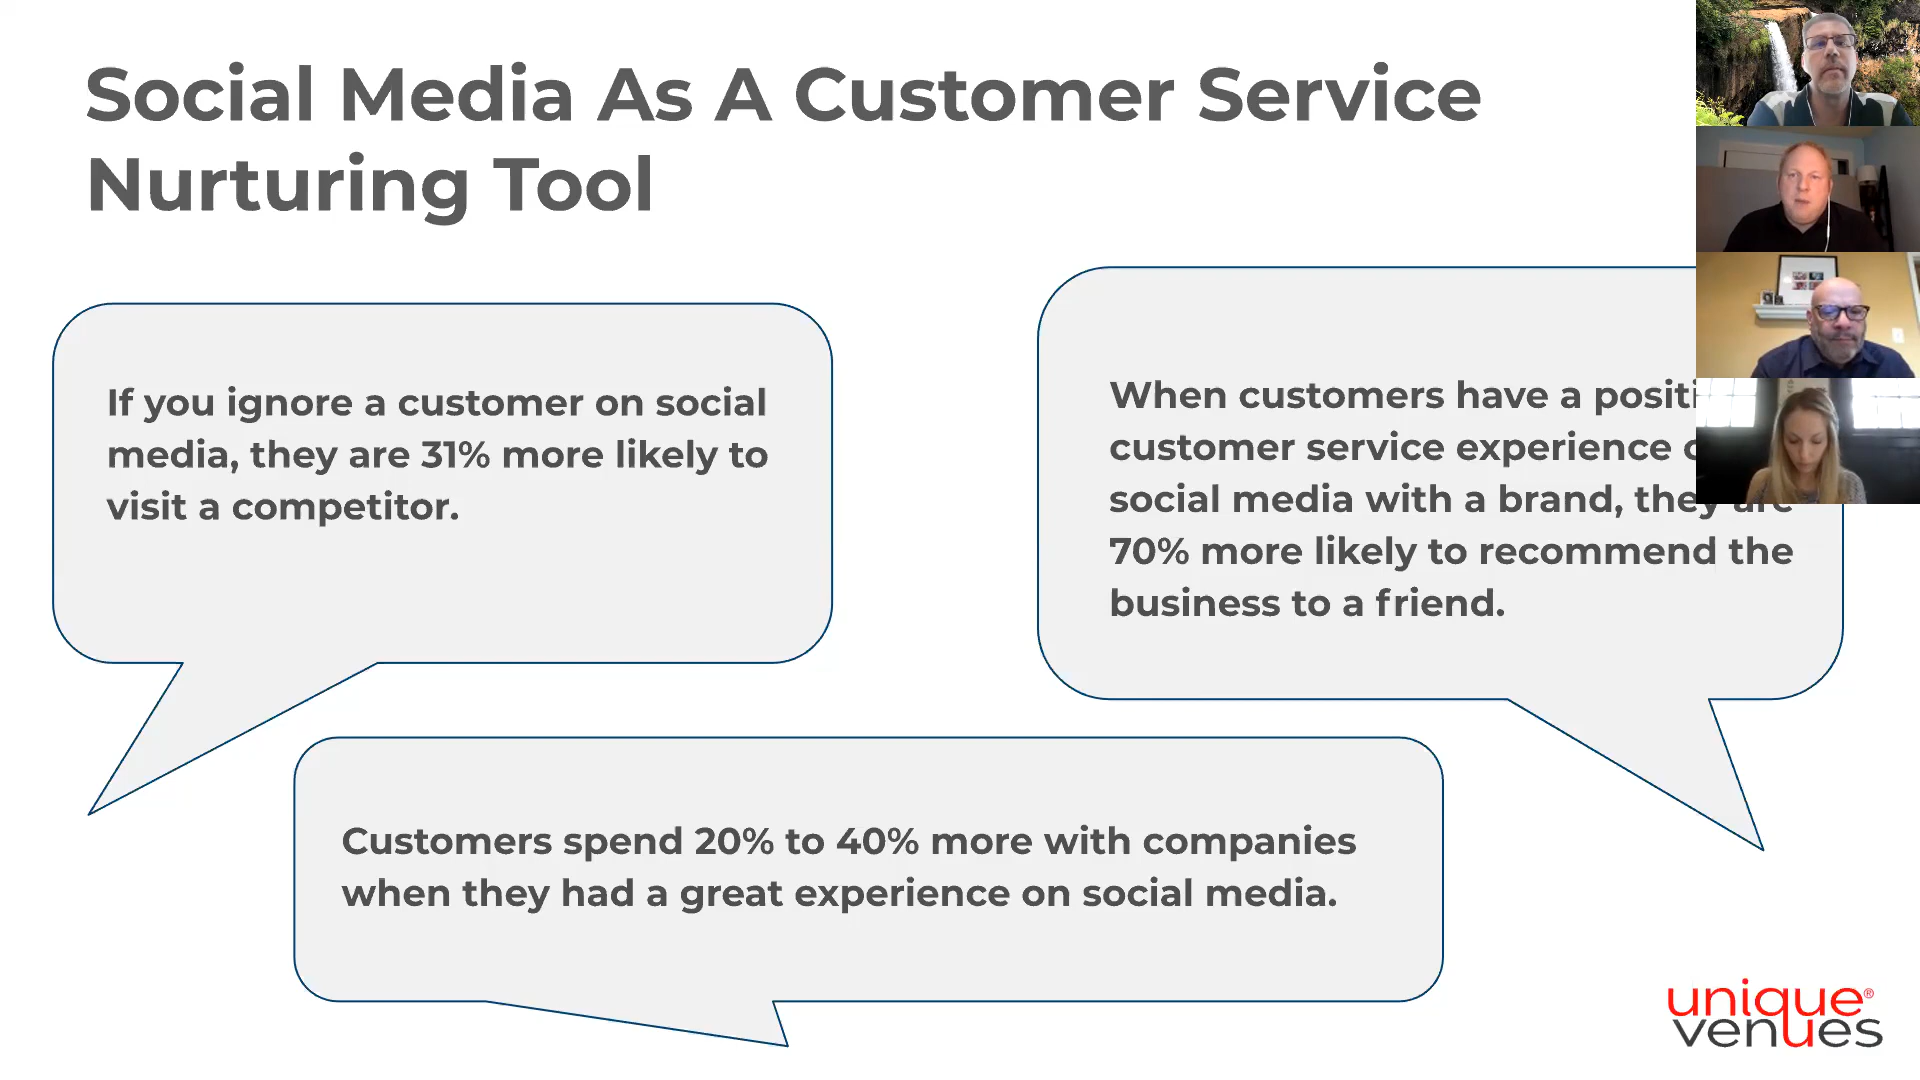 Social Media As A Customer Service
Nurturing Tool
If you ignore a customer on social
media, they are 31% more likely to
visit a competitor.
When customers have a
customer service experience
social media with a brand, they are
70% more likely to recommend the
business to a friend.
Customers spend 20% to 40% more with companies
when they had a great experience on social media.
unique®
venues